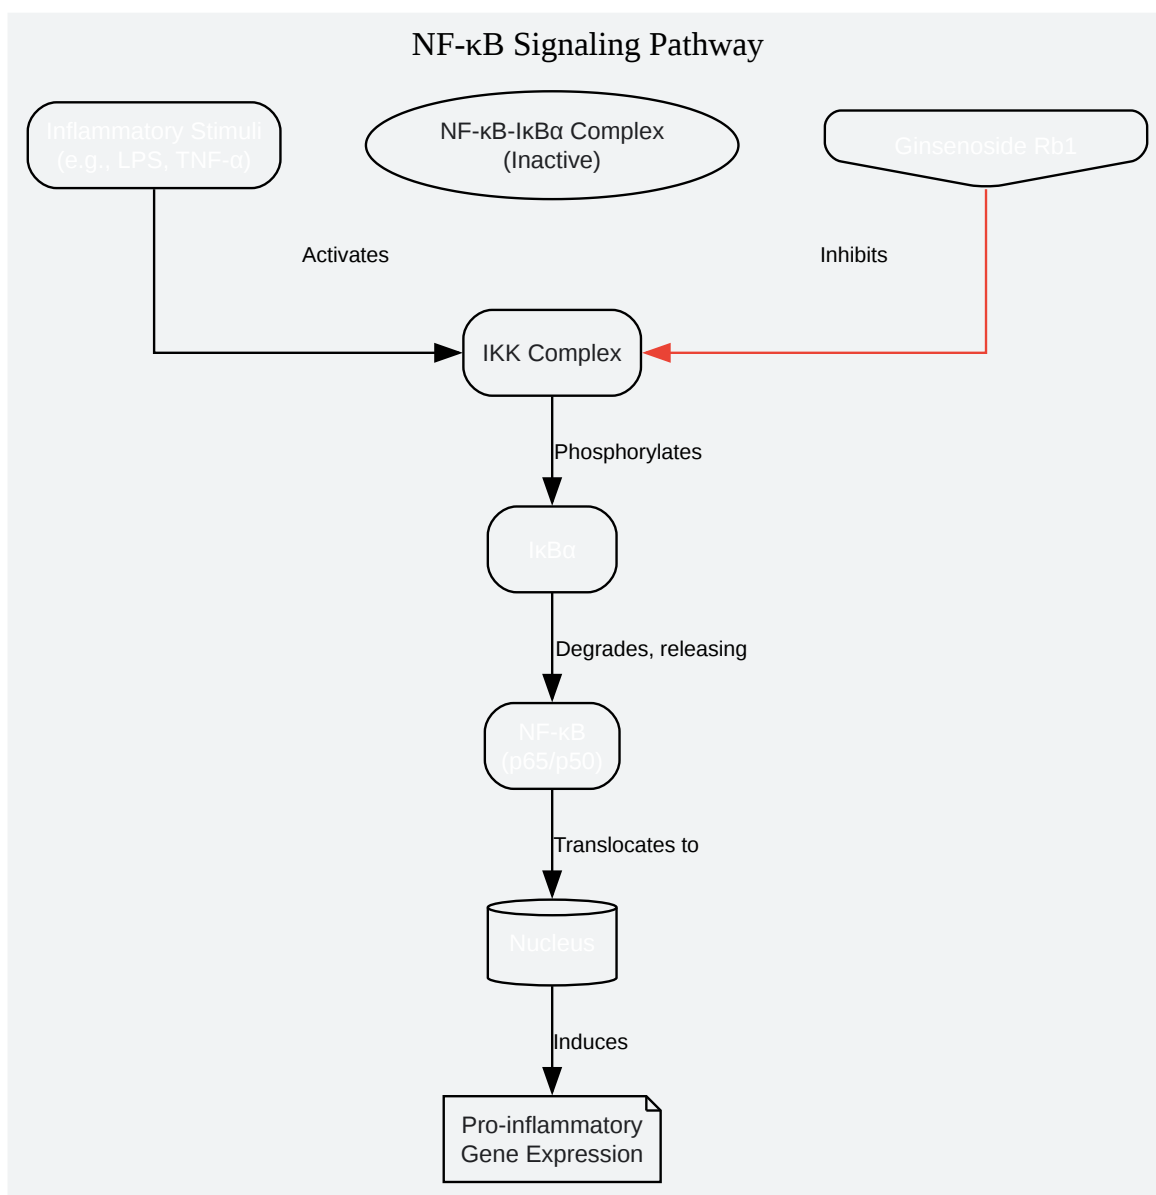 NF-κB Signaling Pathway
Inflammatory Stimuli
(e.g., LPS, TNF-α)
NF-κB-IκBα Complex
(Inactive)
Ginsenoside Rb1
Activates
Inhibits
IKK Complex
Phosphorylates
IκBα
Degrades, releasing
NF-κB
(p65/p50)
Translocates to
Nucleus
Induces
Pro-inflammatory
Gene Expression